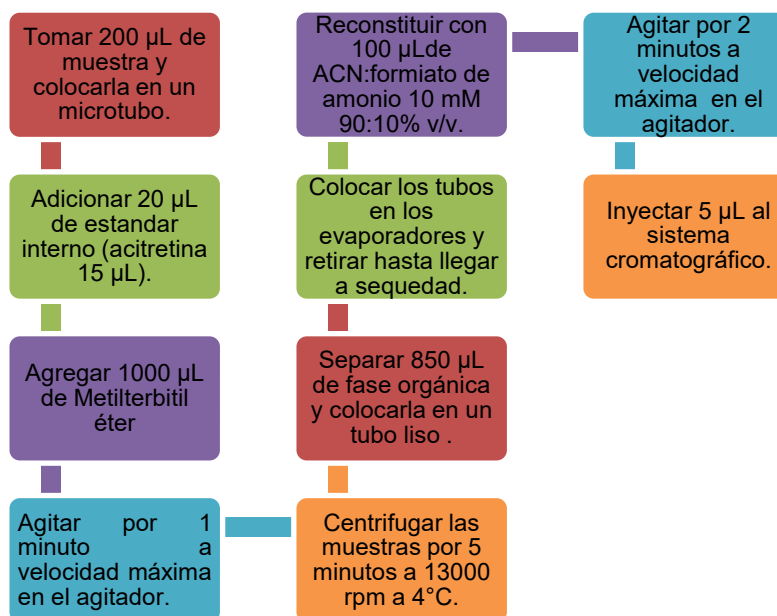 Tomar 200 µL de
muestra y
colocarla en un
microtubo.
Adicionar 20 µL
de estandar
interno (acitretina
15 µL).
Agregar 1000 µL
de Metilterbitil
éter
Agitar por 1
minuto a
velocidad máxima
en el agitador.
Centrifugar las
muestras por 5
minutos a 13000
rpm a 4°C.
Separar 850 µL
de fase orgánica
y colocarla en un
tubo liso .
Colocar los tubos
en los
evaporadores y
retirar hasta llegar
a sequedad.
Reconstituir con
100 µLde
ACN:formiato de
amonio 10 mM
90:10% v/v.
Agitar por 2
minutos a
velocidad
máxima en el
agitador.
Inyectar 5 µL al
sistema
cromatográfico.